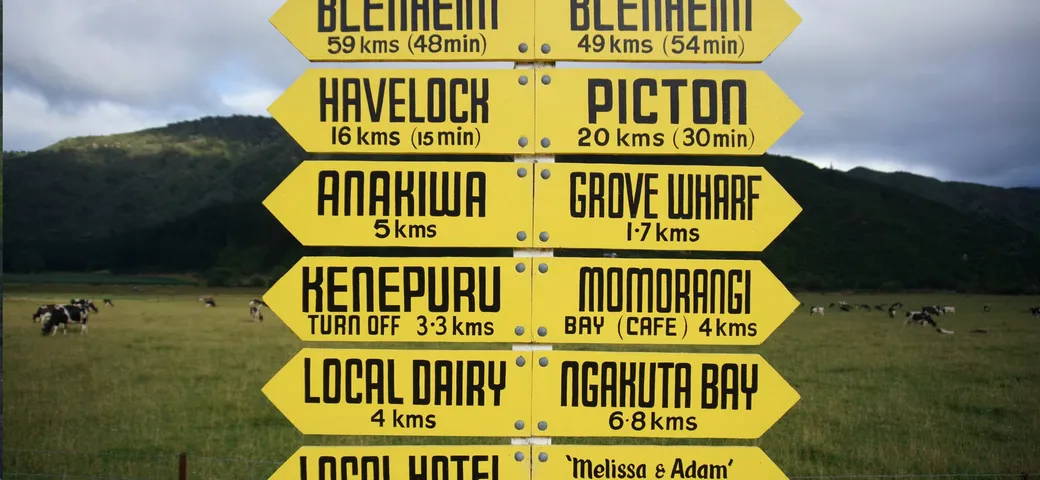 BLENHEIM
59 kms (48min)
BLENHEIM
49 kms (54min)
HAVELOCK
16 kms (15min)
PICTON
20 kms (30min)
ANAKIWA
5 kms
GROVE WHARF
1·7 kms
KENEPURU
TURN OFF 3·3 kms
MOMORANGI
BAY (CAFE) 4 kms
LOCAL DAIRY
4 kms
NGAKUTA BAY
6·8 kms
LOCAL HOTEL
'Melissa & Adam'